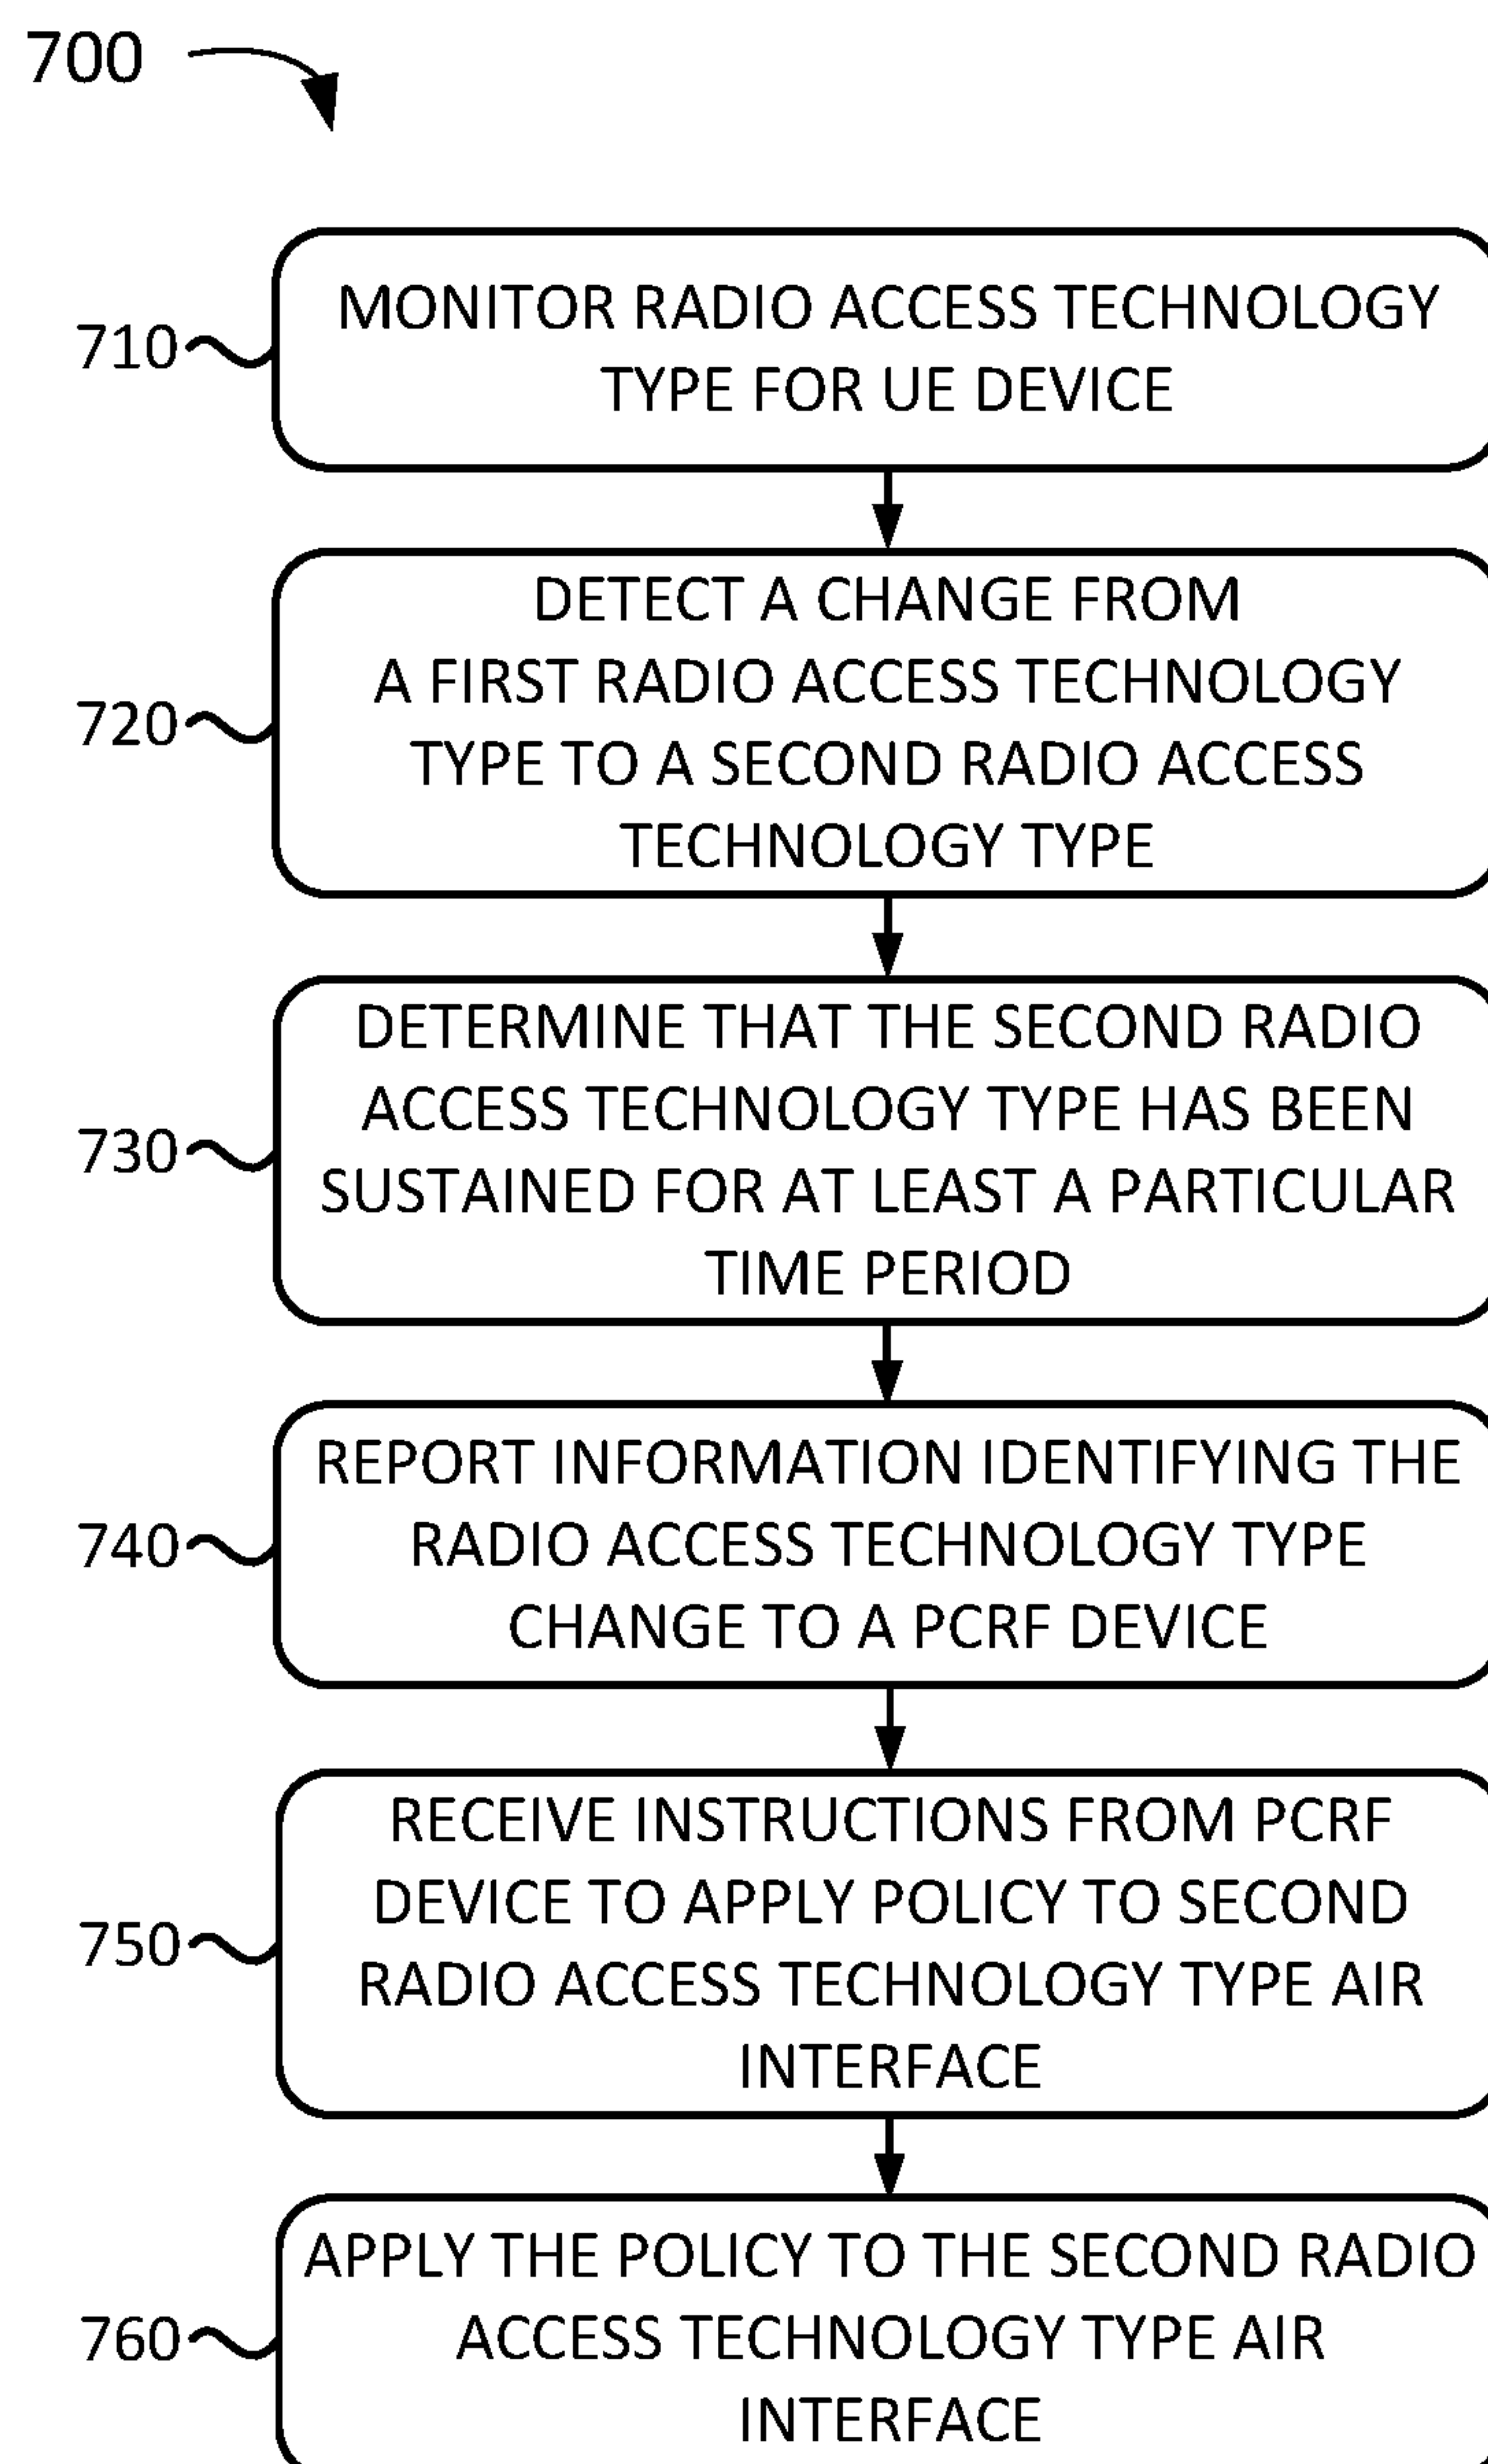 700
710
MONITOR RADIO ACCESS TECHNOLOGY
TYPE FOR UE DEVICE
720
DETECT A CHANGE FROM
A FIRST RADIO ACCESS TECHNOLOGY
TYPE TO A SECOND RADIO ACCESS
TECHNOLOGY TYPE
730
DETERMINE THAT THE SECOND RADIO
ACCESS TECHNOLOGY TYPE HAS BEEN
SUSTAINED FOR AT LEAST A PARTICULAR
TIME PERIOD
740
REPORT INFORMATION IDENTIFYING THE
RADIO ACCESS TECHNOLOGY TYPE
CHANGE TO A PCRF DEVICE
750
RECEIVE INSTRUCTIONS FROM PCRF
DEVICE TO APPLY POLICY TO SECOND
RADIO ACCESS TECHNOLOGY TYPE AIR
INTERFACE
760
APPLY THE POLICY TO THE SECOND RADIO
ACCESS TECHNOLOGY TYPE AIR
INTERFACE